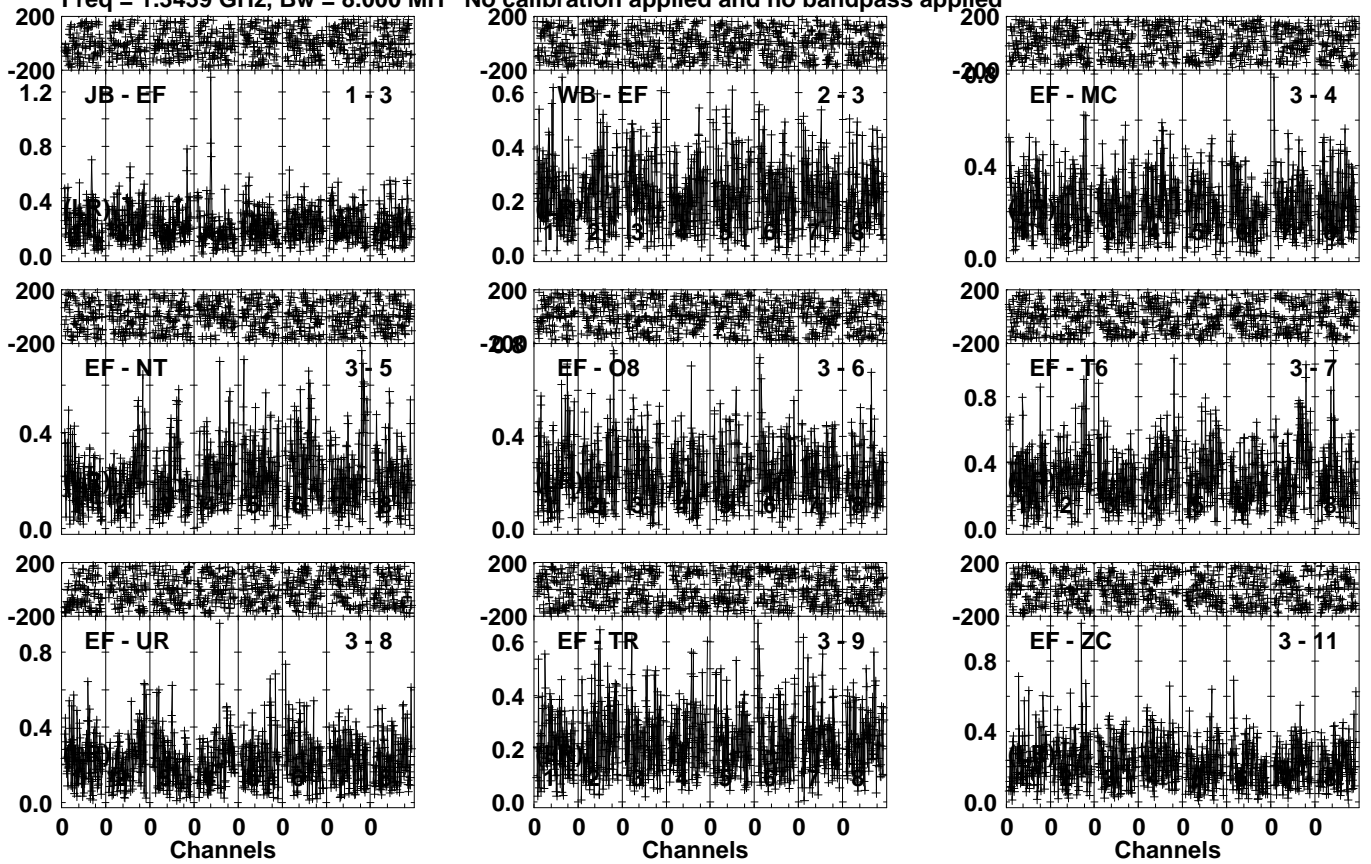 Freq = 1.5459 GHz, Bw = 8.000 MH No calibration applied and no bandpass applied
200 200 200
-200 -200
JB - EF 1 - 3 WB - EF 2 - 3 EF - MC 3 - 4
1.2 0.6
0.8 0.4 0.4
0.4 0.2
0.0 0.0 0.0
200 200 200
-200 -200
EF - NT 3 - 5 EF - O8 3 - 6 EF - T6 3 - 7
0.8
0.4 0.4 0.4
0.0 0.0 0.0
200 200 200
-200 -200 -200
EF - UR 3 - 8 EF - TR 3 - 9 EF - ZC 3 - 11
0.8 0.6 0.8
0.4 0.4 0.4
0.2
0.0 0.0 0.0
0 0 0 0 0 0 0 0 0 0 0 0 0 0 0 0 0 0 0 0 0 0 0 0
Channels Channels Channels